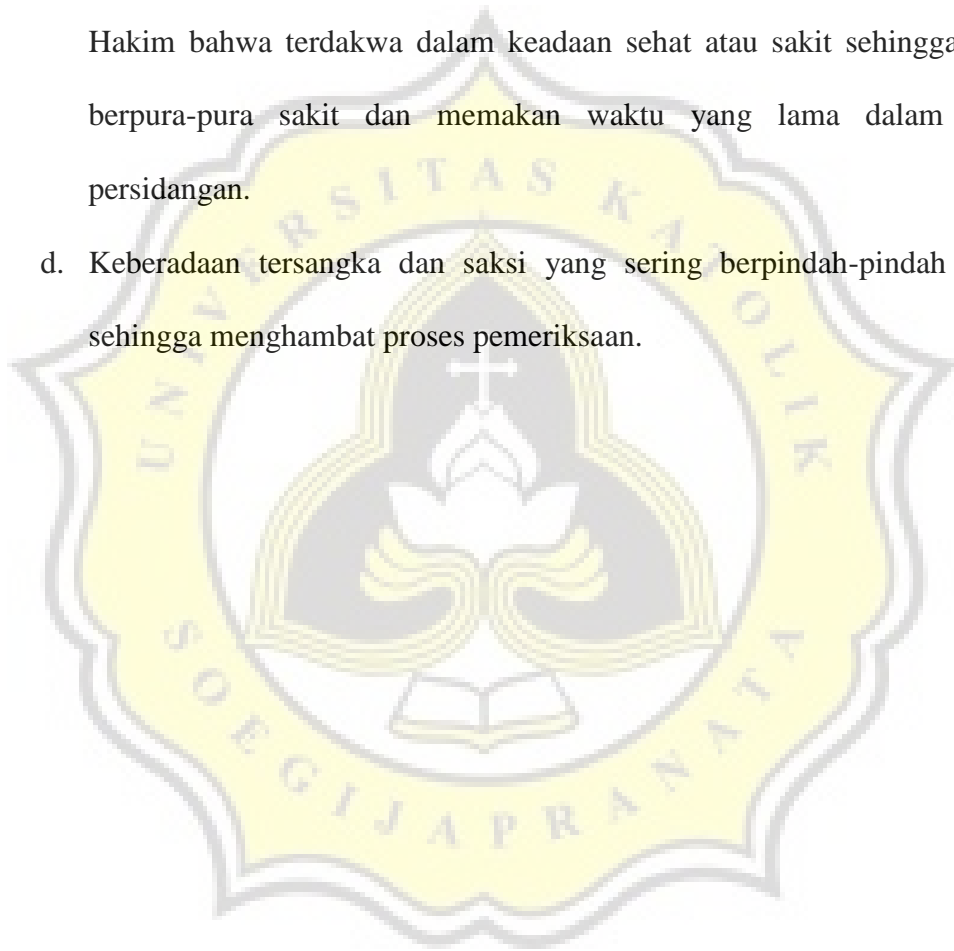 Hakim bahwa terdakwa dalam keadaan sehat atau sakit sehingga
berpura-pura sakit dan memakan waktu yang lama dalam
persidangan.
d. Keberadaan tersangka dan saksi yang sering berpindah-pindah
sehingga menghambat proses pemeriksaan.
UNIVERSITAS KATOLIK
SOEGIJAPRANATA